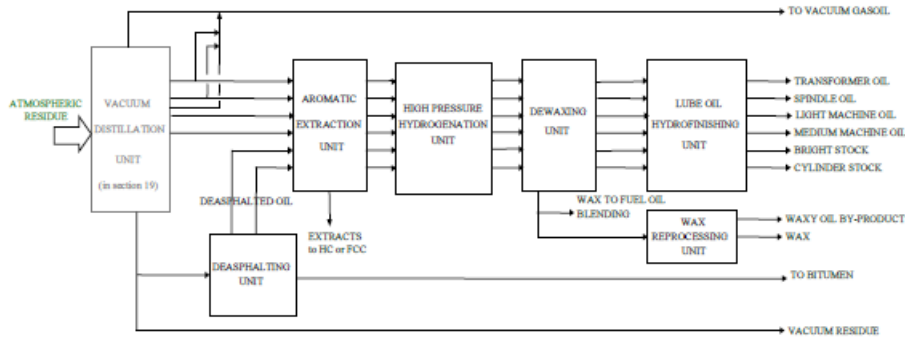 TO VACUUM GASOIL
ATMOSPHERIC
RESIDUE
VACUUM
DISTILLATION
UNIT
(in section 19)
AROMATIC
EXTRACTION
UNIT
HIGH PRESSURE
HYDROGENATION
UNIT
DEWAXING
UNIT
LUBE OIL
HYDROFINISHING
UNIT
TRANSFORMER OIL
SPINDLE OIL
LIGHT MACHINE OIL
MEDIUM MACHINE OIL
BRIGHT STOCK
CYLINDER STOCK
DEASPHALTED OIL
WAX TO FUEL OIL
BLENDING
EXTRACTS
to HC or FCC
WAX
REPROCESSING
UNIT
WAXY OIL BY-PRODUCT
WAX
DEASPHALTING
UNIT
TO BITUMEN
VACUUM RESIDUE